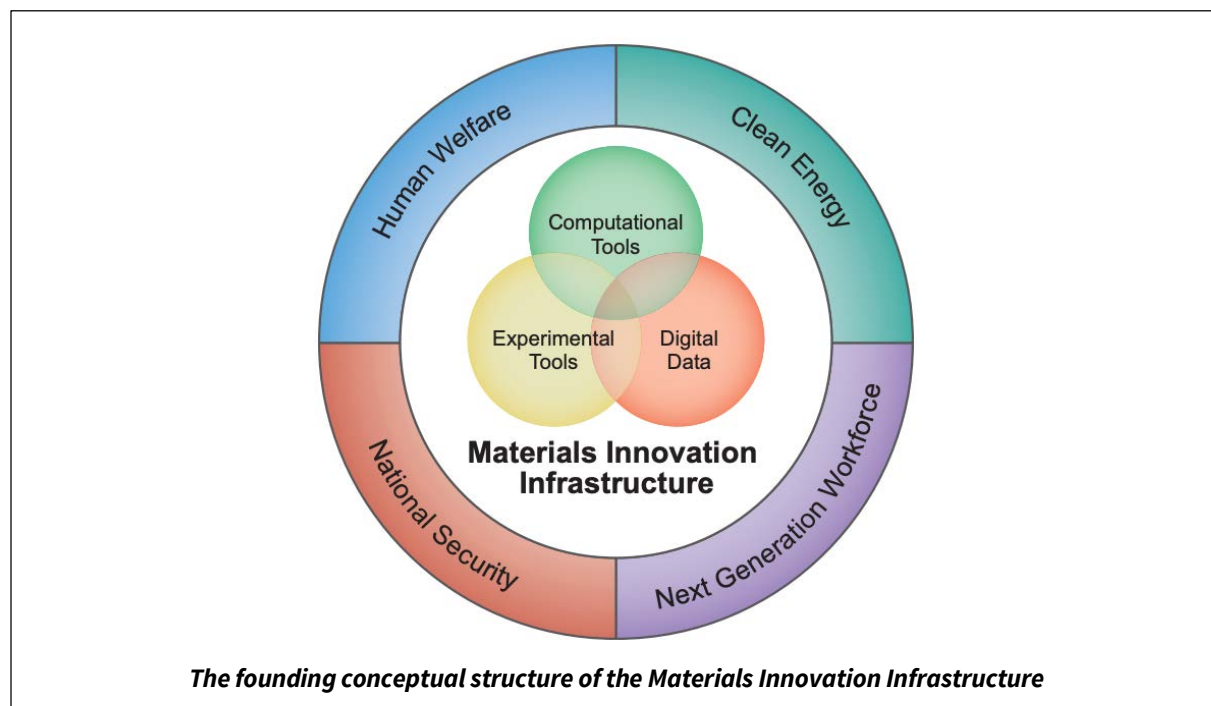 Human Welfare
Clean Energy
Computational
Tools
Experimental
Tools
Digital
Data
Materials Innovation
Infrastructure
National Security
Next Generation Workforce
The founding conceptual structure of the Materials Innovation Infrastructure